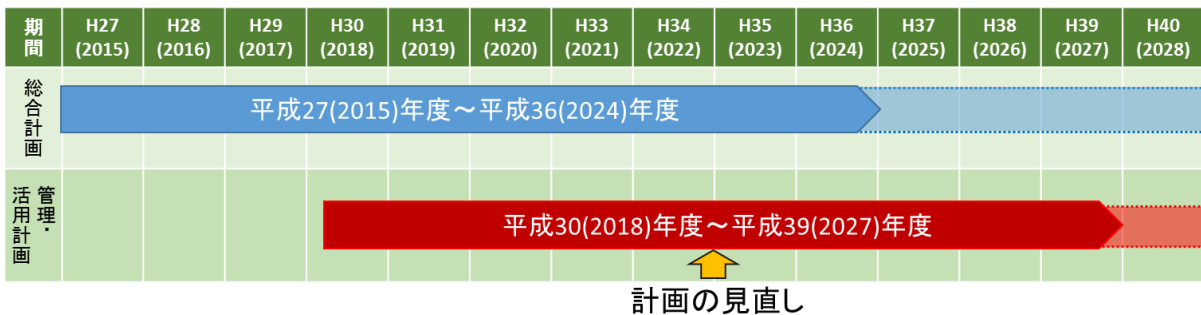 期間
H27 (2015)
H28 (2016)
H29 (2017)
H30 (2018)
H31 (2019)
H32 (2020)
H33 (2021)
H34 (2022)
H35 (2023)
H36 (2024)
H37 (2025)
H38 (2026)
H39 (2027)
H40 (2028)
総合計画
平成27(2015)年度～平成36(2024)年度
管理・
活用計画
平成30(2018)年度～平成39(2027)年度
計画の見直し